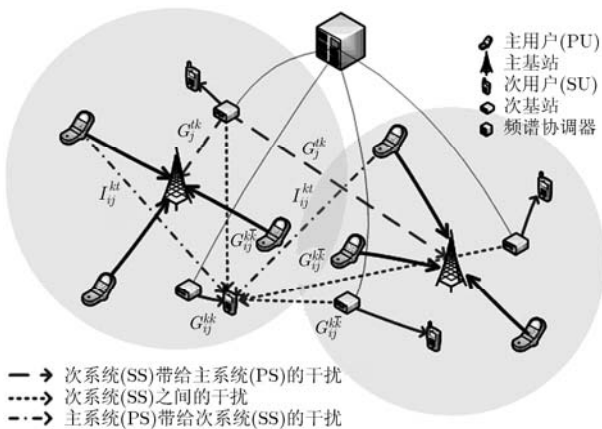 主用户(PU)
主基站
次用户(SU)
次基站
频谱协调器
G_j^{tk}
G_j^{tk}
I_{ij}^{kt}
I_{ij}^{kt}
G_{ij}^{k\bar{k}}
G_{ij}^{k\bar{k}}
G_{ij}^{kk}
G_{ij}^{k\bar{k}}
次系统(SS)带给主系统(PS)的干扰
次系统(SS)之间的干扰
主系统(PS)带给次系统(SS)的干扰